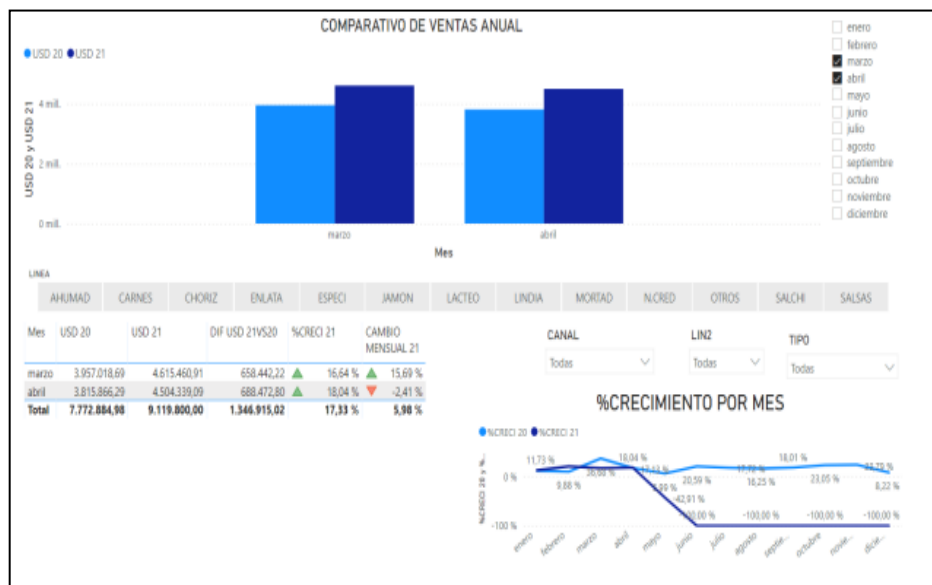 COMPARATIVO DE VENTAS ANUAL
USD 20 USD 21
USD 20 y USD 21
4 mill.
2 mill.
0 mill.
marzo abril
Mes
enero
febrero
marzo
abril
mayo
junio
julio
agosto
septiembre
octubre
noviembre
diciembre
LINEA
AHUMAD CARNES CHORIZ ENLATA ESPECI JAMON LACTEO LINDIA MORTAD N.CRED OTROS SALCHI SALSAS
Mes USD 20 USD 21 DIF USD 21VS20 %CRECI 21 CAMBIO MENSUAL 21
marzo 3.957.018,69 4.615.460,91 658.442,22 16,64 % 15,69 %
abril 3.815.866,29 4.504.339,09 688.472,80 18,04 % -2,41 %
Total 7.772.884,98 9.119.800,00 1.346.915,02 17,33 % 5,98 %
CANAL
Todas
LIN2
Todas
TIPO
Todas
%CRECIMIENTO POR MES
%CRECI 20 %CRECI 21
%CRECI 20 y %...
0 %
-100 %
11,73 %
9,88 %
18,04 %
-42,91 %
20,59 %
16,25 %
-100,00 %
18,01 %
23,05 %
-100,00 %
8,22 %
-100,00 %
enero febrero marzo abril mayo junio julio agosto septie... octubre novie... dicie...